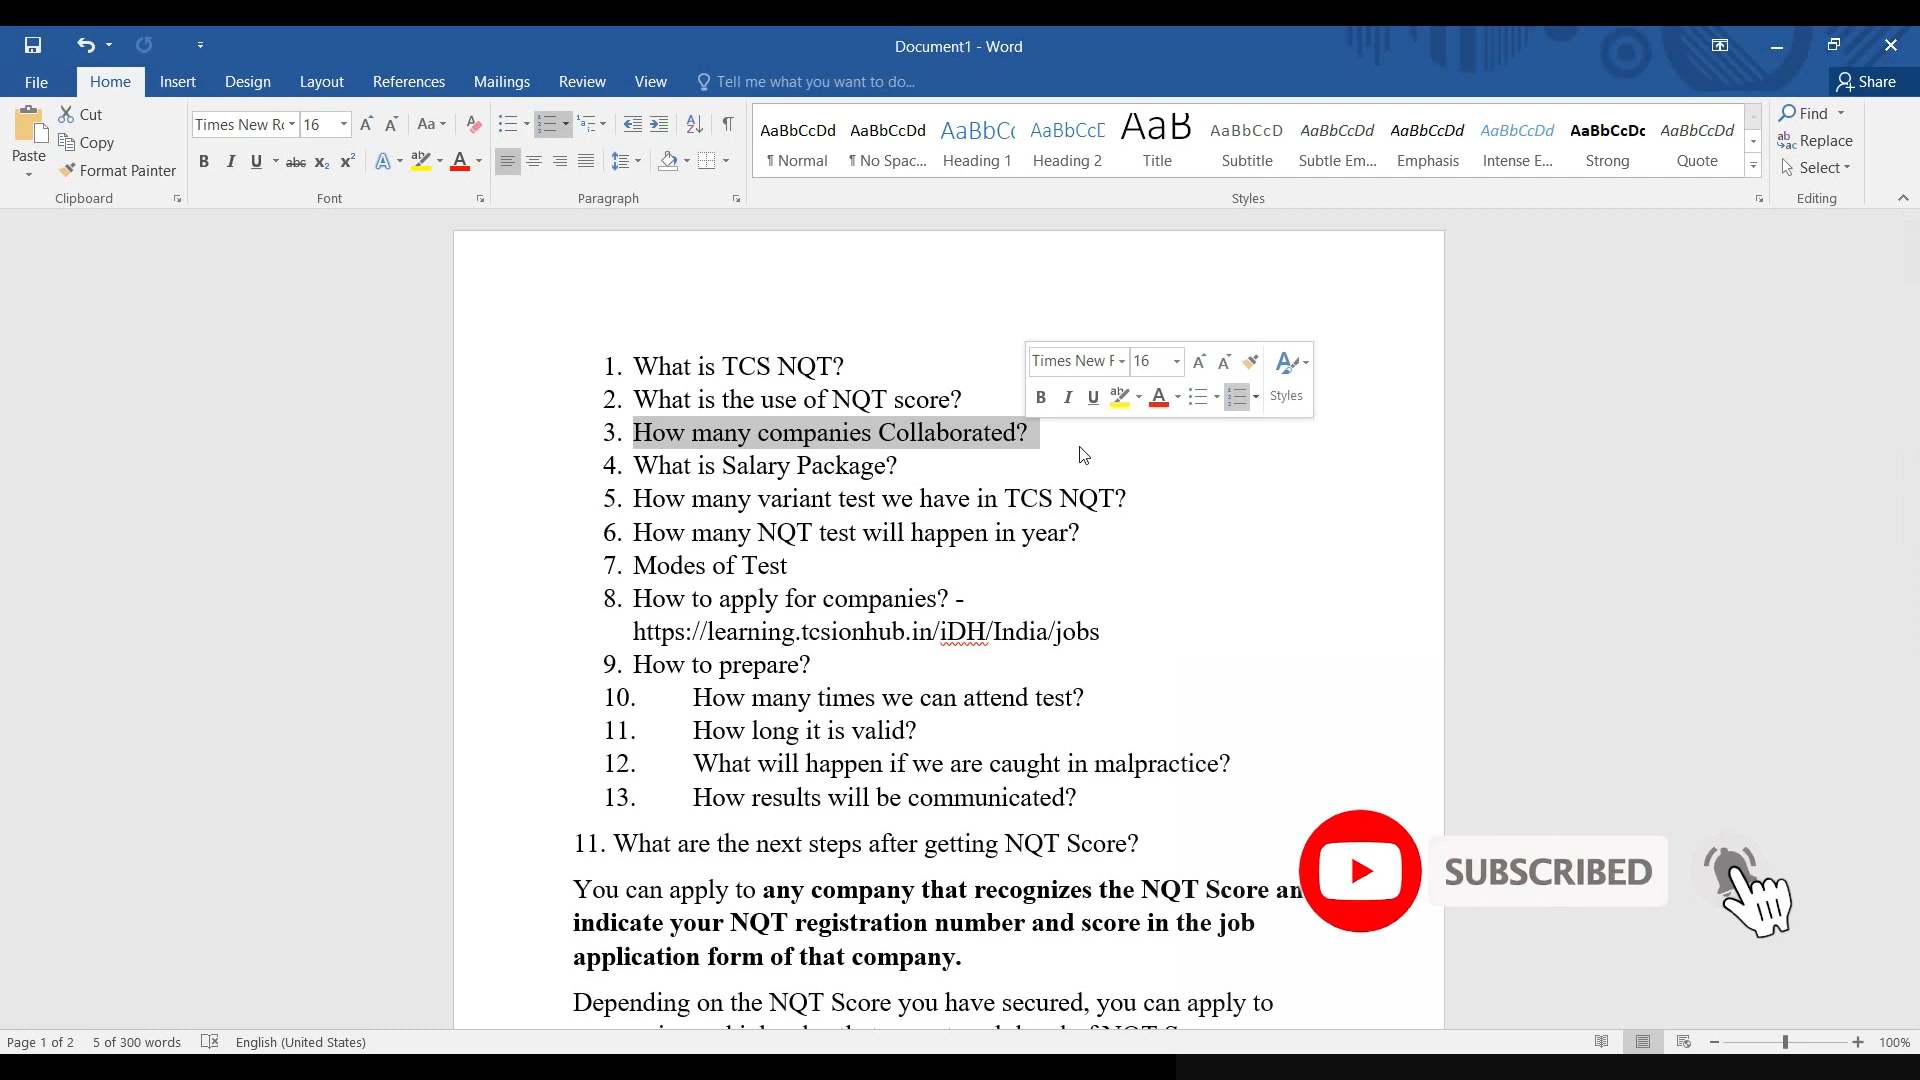 Document1 - Word
File Home Insert Design Layout References Mailings Review View Tell me what you want to do... Share
Paste Cut Copy Format Painter Clipboard
Times New Ro 16 Aa Font
Paragraph
AaBbCcDd AaBbCcDd AaBbCc AaBbCcD AaB AaBbCcD AaBbCcDd AaBbCcDd AaBbCcDd AaBbCcDc AaBbCcDd
¶ Normal ¶ No Spac... Heading 1 Heading 2 Title Subtitle Subtle Em... Emphasis Intense E... Strong Quote
Styles
Find Replace Select Editing
Times New F 16
B I U Styles
1. What is TCS NQT?
2. What is the use of NQT score?
3. How many companies Collaborated?
4. What is Salary Package?
5. How many variant test we have in TCS NQT?
6. How many NQT test will happen in year?
7. Modes of Test
8. How to apply for companies? -
https://learning.tcsionhub.in/iDH/India/jobs
9. How to prepare?
10. How many times we can attend test?
11. How long it is valid?
12. What will happen if we are caught in malpractice?
13. How results will be communicated?
11. What are the next steps after getting NQT Score?
You can apply to any company that recognizes the NQT Score an
indicate your NQT registration number and score in the job
application form of that company.
Depending on the NQT Score you have secured, you can apply to
SUBSCRIBED
Page 1 of 2 5 of 300 words English (United States) 100%